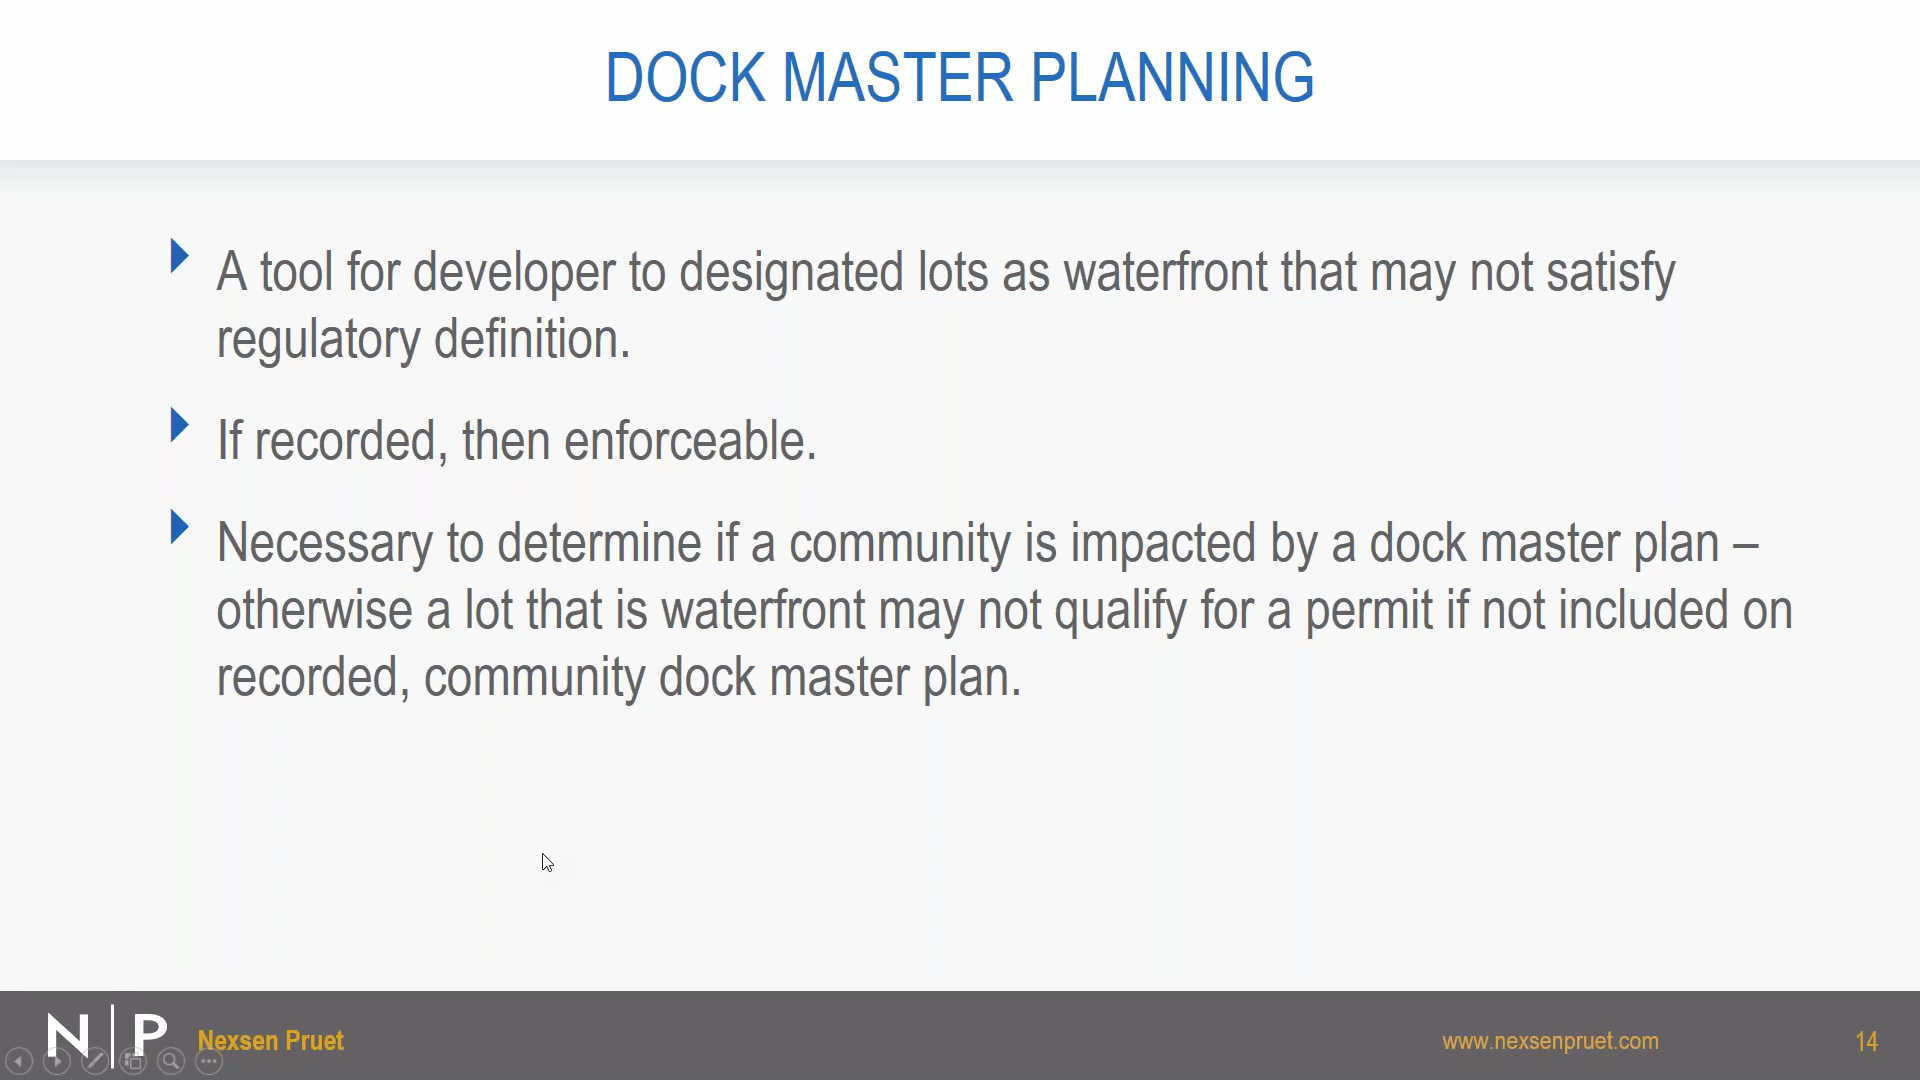 DOCK MASTER PLANNING
A tool for developer to designated lots as waterfront that may not satisfy
regulatory definition.
If recorded, then enforceable.
Necessary to determine if a community is impacted by a dock master plan –
otherwise a lot that is waterfront may not qualify for a permit if not included on
recorded, community dock master plan.
N|P Nexsen Pruet
www.nexsenpruet.com
14